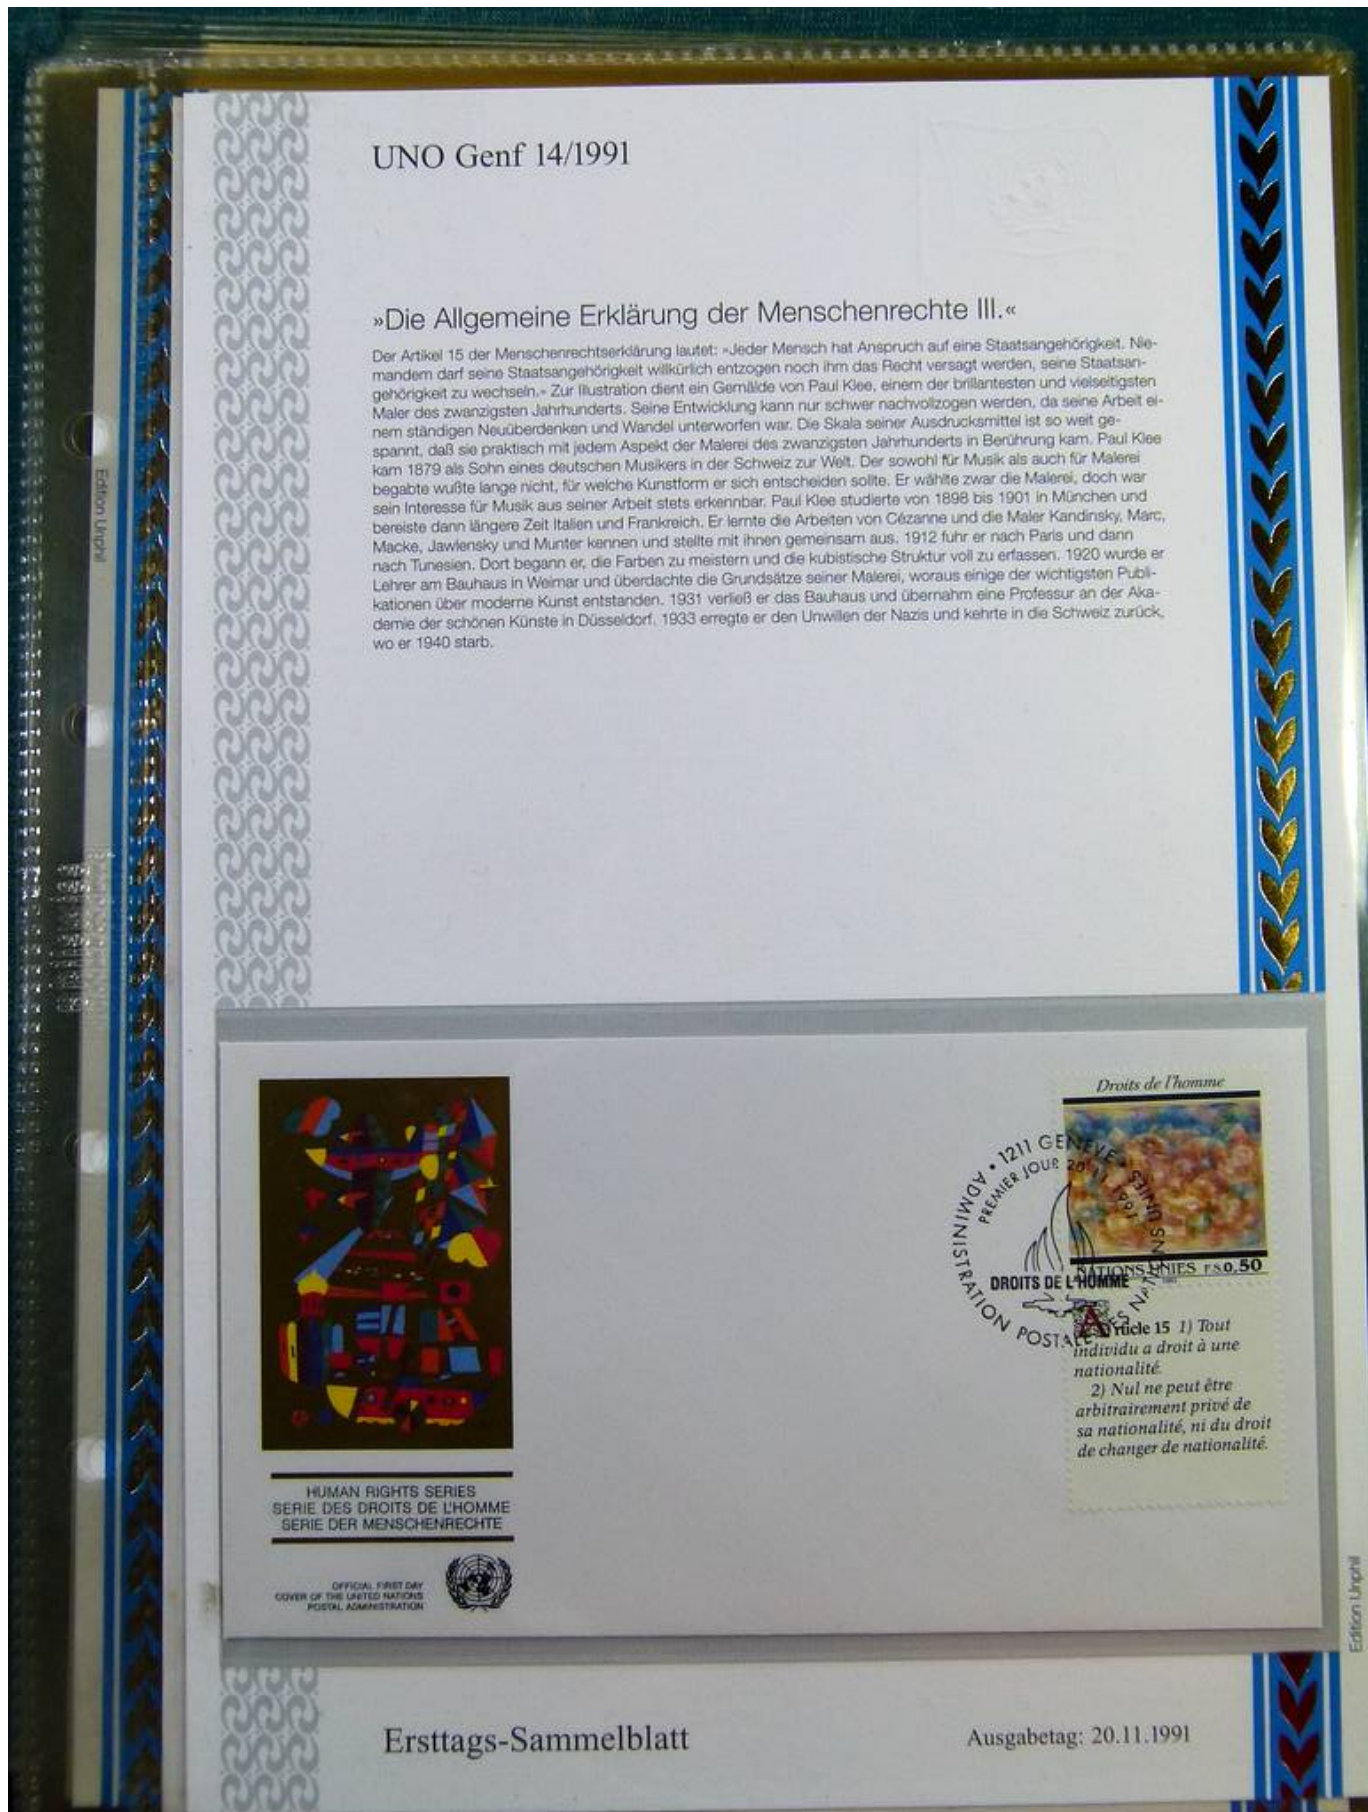 UNO Genf 14/1991
»Die Allgemeine Erklärung der Menschenrechte III.«
Der Artikel 15 der Menschenrechtserklärung lautet: »Jeder Mensch hat Anspruch auf eine Staatsangehörigkeit. Nie-
mandem darf seine Staatsangehörigkeit willkürlich entzogen noch ihm das Recht versagt werden, seine Staatsan-
gehörigkeit zu wechseln.« Zur Illustration dient ein Gemälde von Paul Klee, einem der brillantesten und vielseitigsten
Maler des zwanzigsten Jahrhunderts. Seine Entwicklung kann nur schwer nachvollzogen werden, da seine Arbeit ei-
nem ständigen Neuüberdenken und Wandel unterworfen war. Die Skala seiner Ausdrucksmittel ist so weit ge-
spannt, daß sie praktisch mit jedem Aspekt der Malerei des zwanzigsten Jahrhunderts in Berührung kam. Paul Klee
kam 1879 als Sohn eines deutschen Musikers in der Schweiz zur Welt. Der sowohl für Musik als auch für Malerei
begabte wußte lange nicht, für welche Kunstform er sich entscheiden sollte. Er wählte zwar die Malerei, doch war
sein Interesse für Musik aus seiner Arbeit stets erkennbar. Paul Klee studierte von 1898 bis 1901 in München und
bereiste dann längere Zeit Italien und Frankreich. Er lernte die Arbeiten von Cézanne und die Maler Kandinsky, Marc,
Macke, Jawlensky und Munter kennen und stellte mit ihnen gemeinsam aus. 1912 fuhr er nach Paris und dann
nach Tunesien. Dort begann er, die Farben zu meistern und die kubistische Struktur voll zu erfassen. 1920 wurde er
Lehrer am Bauhaus in Weimar und überdachte die Grundsätze seiner Malerei, woraus einige der wichtigsten Publi-
kationen über moderne Kunst entstanden. 1931 verließ er das Bauhaus und übernahm eine Professur an der Aka-
demie der schönen Künste in Düsseldorf. 1933 erregte er den Unwillen der Nazis und kehrte in die Schweiz zurück,
wo er 1940 starb.
Edition Unphil
Droits de l'homme
NATIONS UNIES F.S.0,50
ADMINISTRATION POSTALE DES NATIONS UNIES • 1211 GENÈVE •
PREMIER JOUR 20.11.1991
DROITS DE L'HOMME
Article 15 1) Tout
individu a droit à une
nationalité.
2) Nul ne peut être
arbitrairement privé de
sa nationalité, ni du droit
de changer de nationalité.
HUMAN RIGHTS SERIES
SERIE DES DROITS DE L'HOMME
SERIE DER MENSCHENRECHTE
OFFICIAL FIRST DAY
COVER OF THE UNITED NATIONS
POSTAL ADMINISTRATION
Edition Unphil
Ersttags-Sammelblatt
Ausgabetag: 20.11.1991